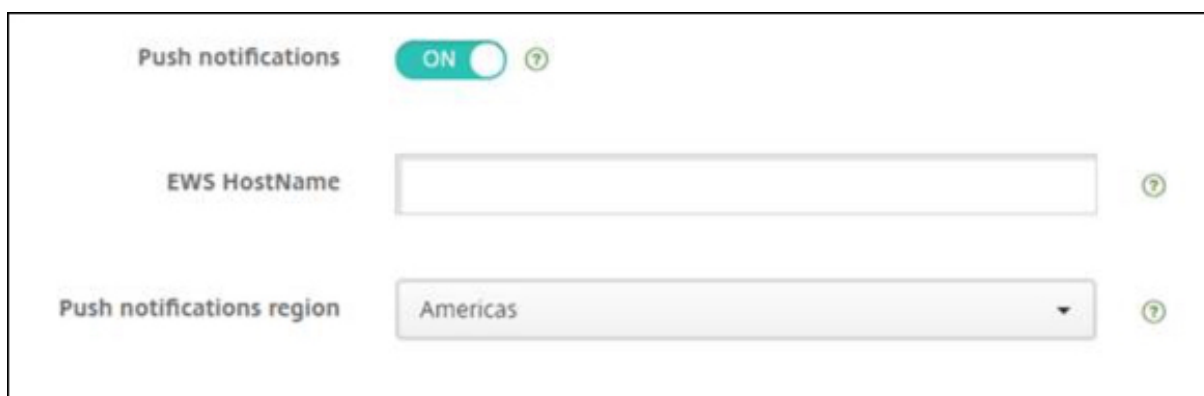 Push notifications ON ?
EWS HostName ?
Push notifications region Americas ?